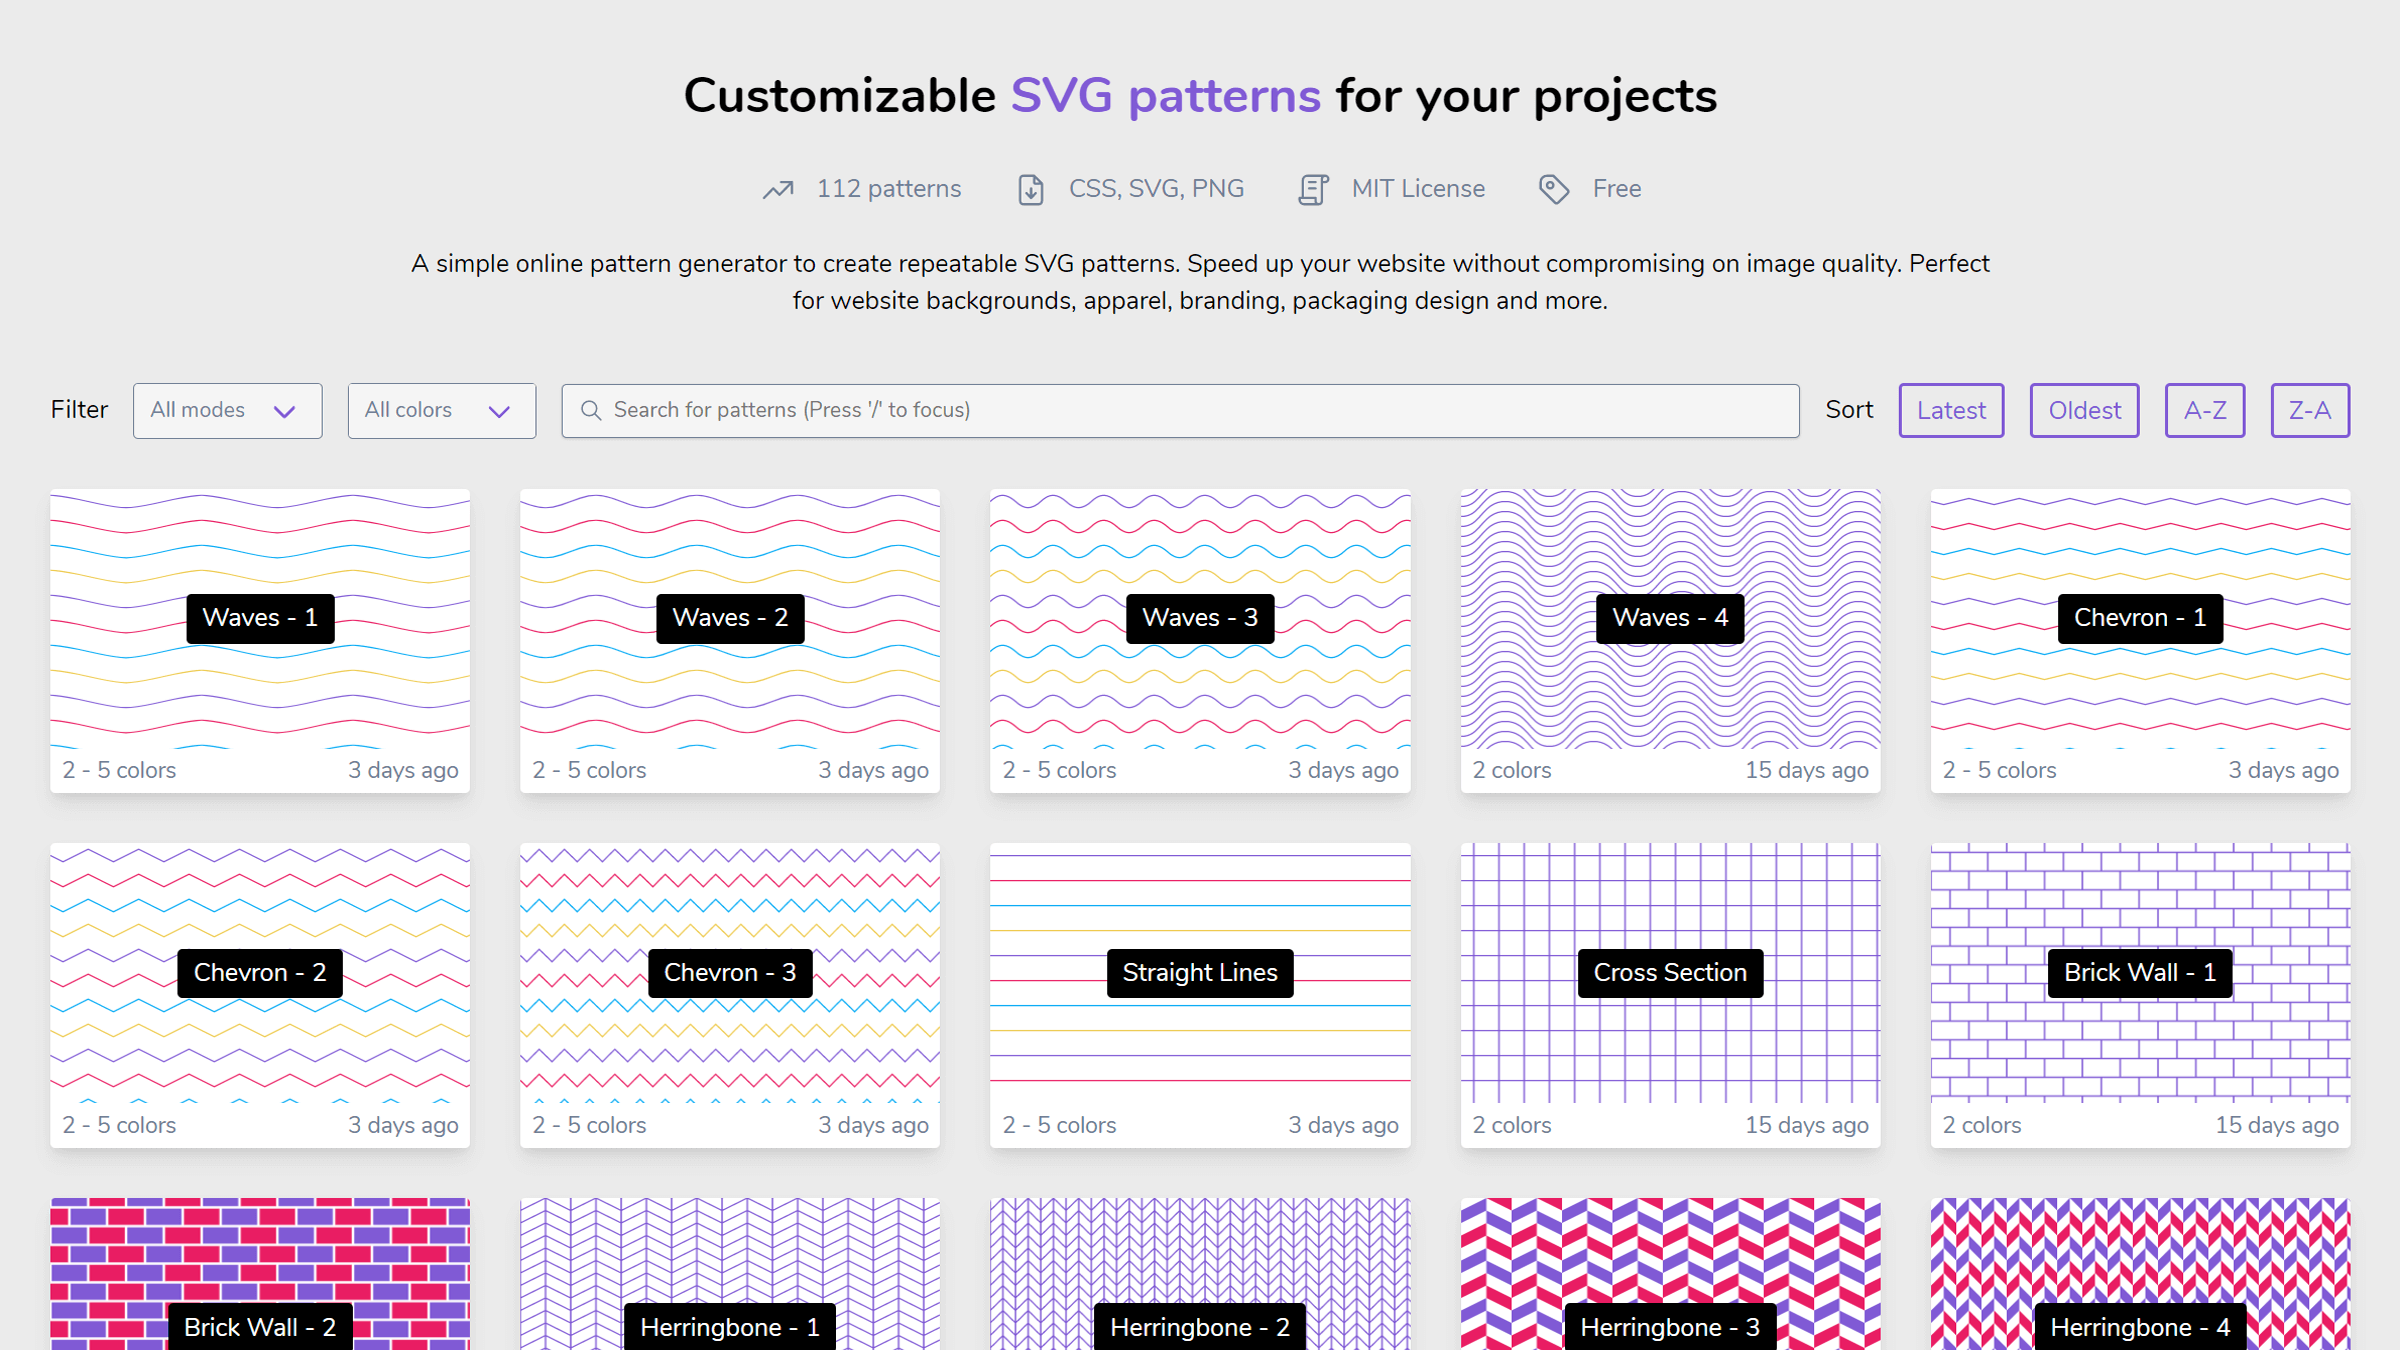 Customizable SVG patterns for your projects
112 patterns CSS, SVG, PNG MIT License Free
A simple online pattern generator to create repeatable SVG patterns. Speed up your website without compromising on image quality. Perfect
for website backgrounds, apparel, branding, packaging design and more.
Filter All modes All colors Search for patterns (Press '/' to focus) Sort Latest Oldest A-Z Z-A
Waves - 1 Waves - 2 Waves - 3 Waves - 4 Chevron - 1
2 - 5 colors 3 days ago 2 - 5 colors 3 days ago 2 - 5 colors 3 days ago 2 colors 15 days ago 2 - 5 colors 3 days ago
Chevron - 2 Chevron - 3 Straight Lines Cross Section Brick Wall - 1
2 - 5 colors 3 days ago 2 - 5 colors 3 days ago 2 - 5 colors 3 days ago 2 colors 15 days ago 2 colors 15 days ago
Brick Wall - 2 Herringbone - 1 Herringbone - 2 Herringbone - 3 Herringbone - 4